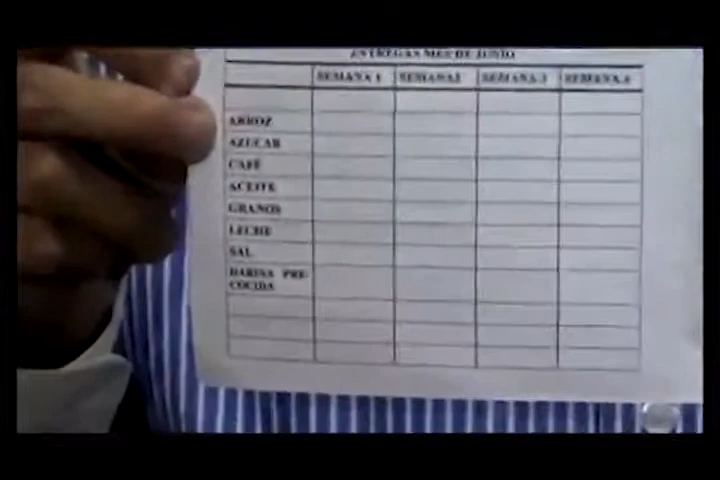 ENTREGAS MES DE JUNIO
SEMANA 1 SEMANA 2 SEMANA 3 SEMANA 4
ARROZ
AZUCAR
CAFÉ
ACEITE
GRANOS
LECHE
SAL
HARINA PRE
COCIDA